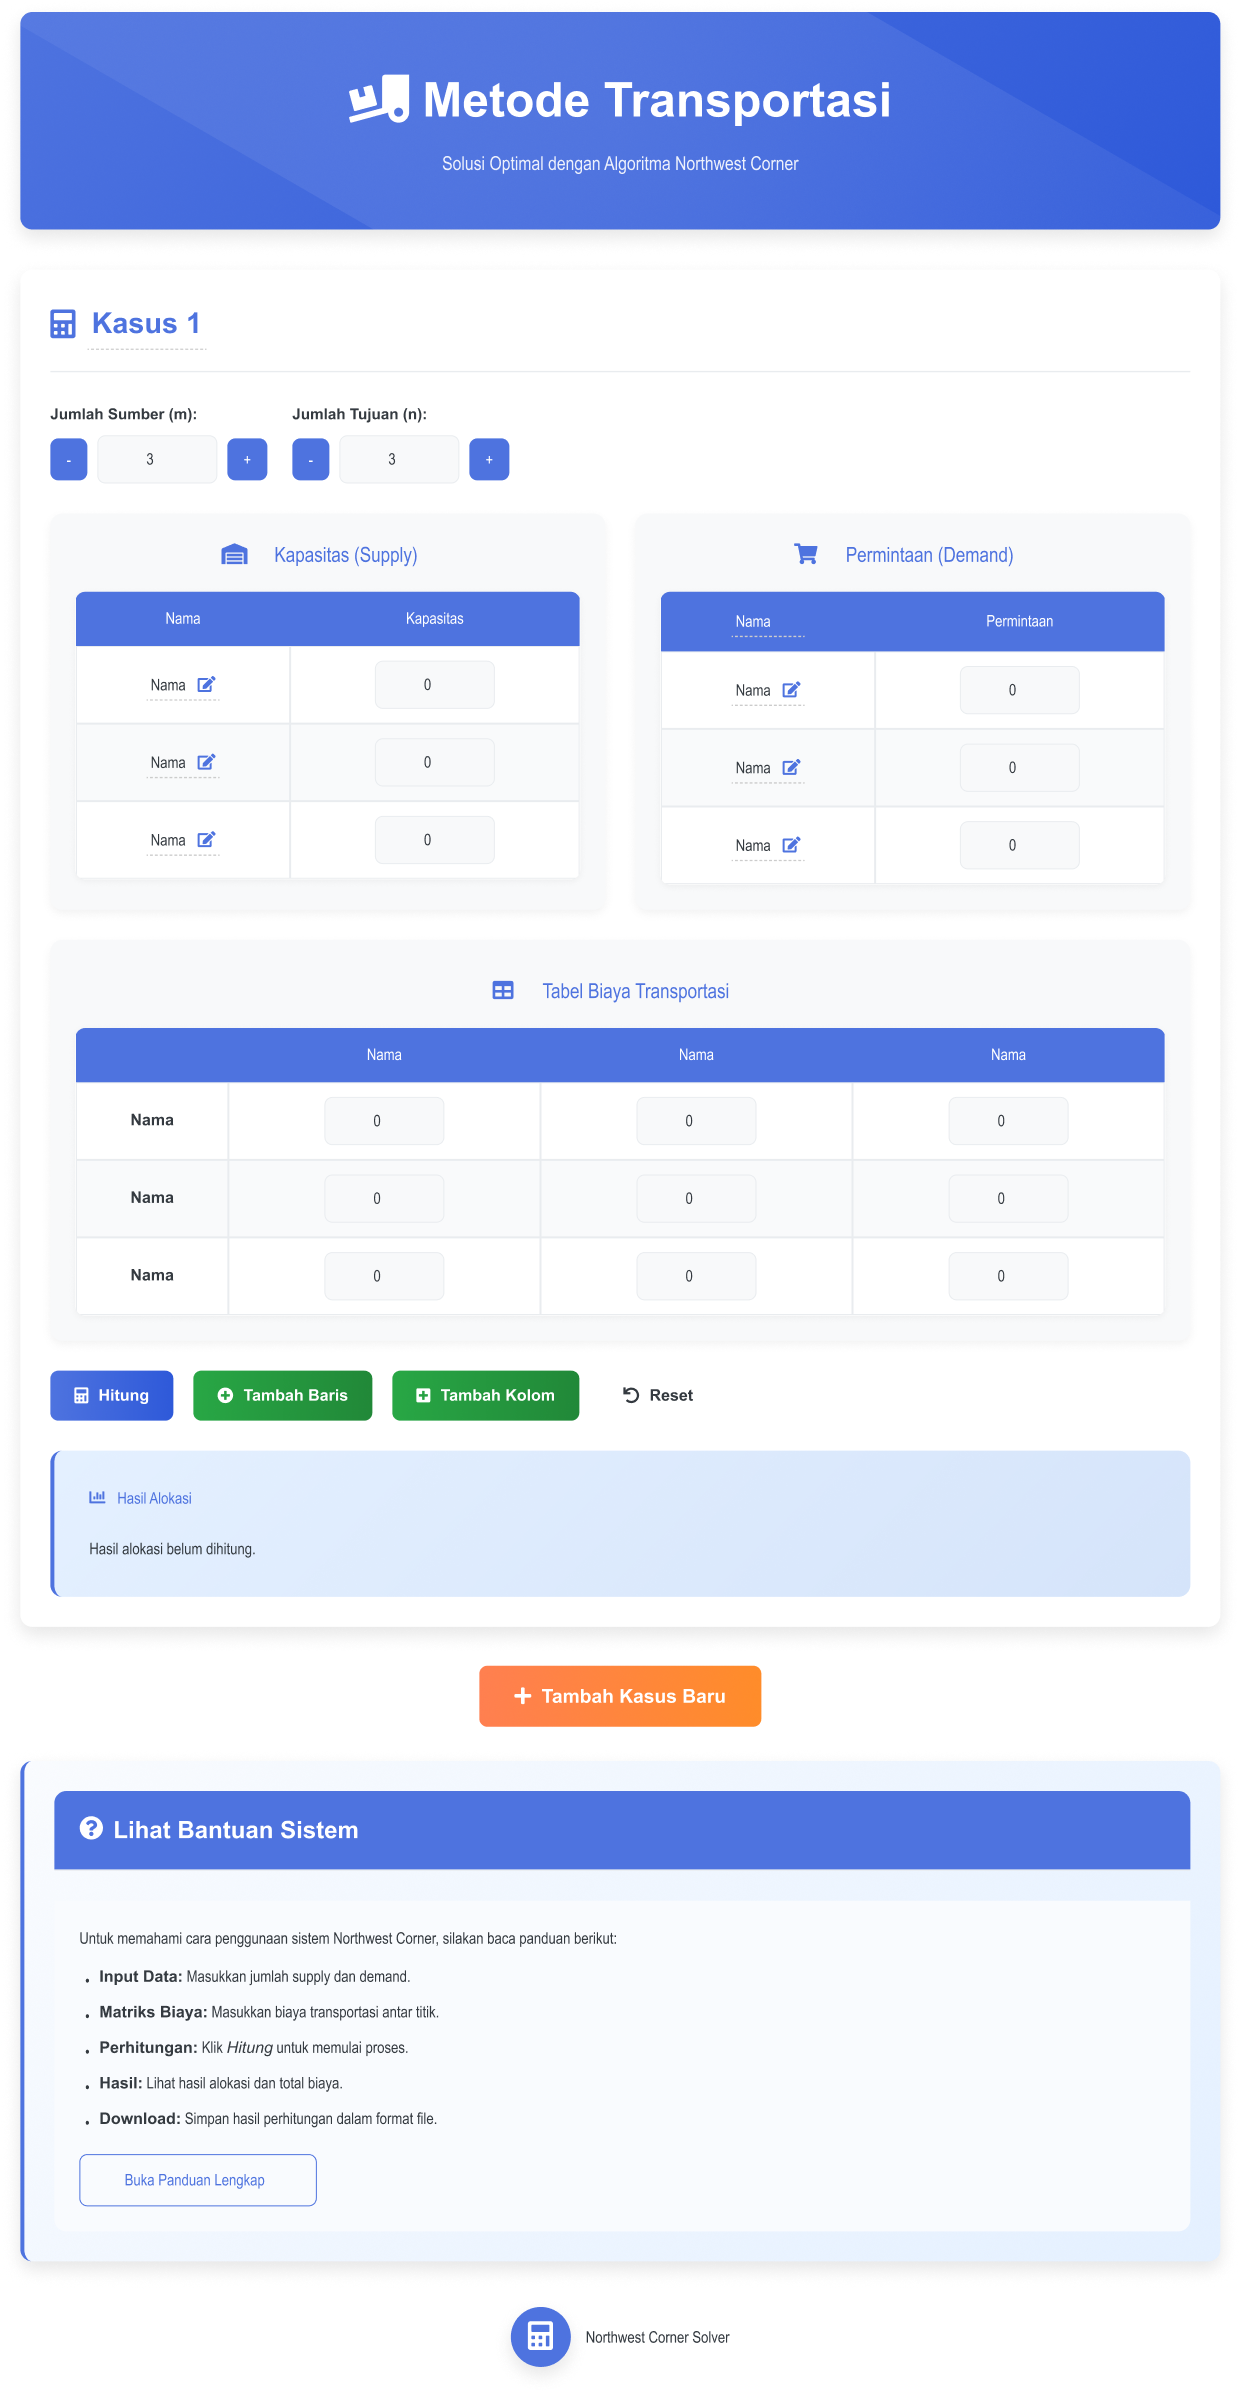 Metode Transportasi
Solusi Optimal dengan Algoritma Northwest Corner
Kasus 1
Jumlah Sumber (m): Jumlah Tujuan (n):
- 3 + - 3 +
Kapasitas (Supply)
Nama Kapasitas
Nama 0
Nama 0
Nama 0
Permintaan (Demand)
Nama Permintaan
Nama 0
Nama 0
Nama 0
Tabel Biaya Transportasi
Nama Nama Nama
Nama 0 0 0
Nama 0 0 0
Nama 0 0 0
Hitung Tambah Baris Tambah Kolom Reset
Hasil Alokasi
Hasil alokasi belum dihitung.
Tambah Kasus Baru
Lihat Bantuan Sistem
Untuk memahami cara penggunaan sistem Northwest Corner, silakan baca panduan berikut:
• Input Data: Masukkan jumlah supply dan demand.
• Matriks Biaya: Masukkan biaya transportasi antar titik.
• Perhitungan: Klik Hitung untuk memulai proses.
• Hasil: Lihat hasil alokasi dan total biaya.
• Download: Simpan hasil perhitungan dalam format file.
Buka Panduan Lengkap
Northwest Corner Solver